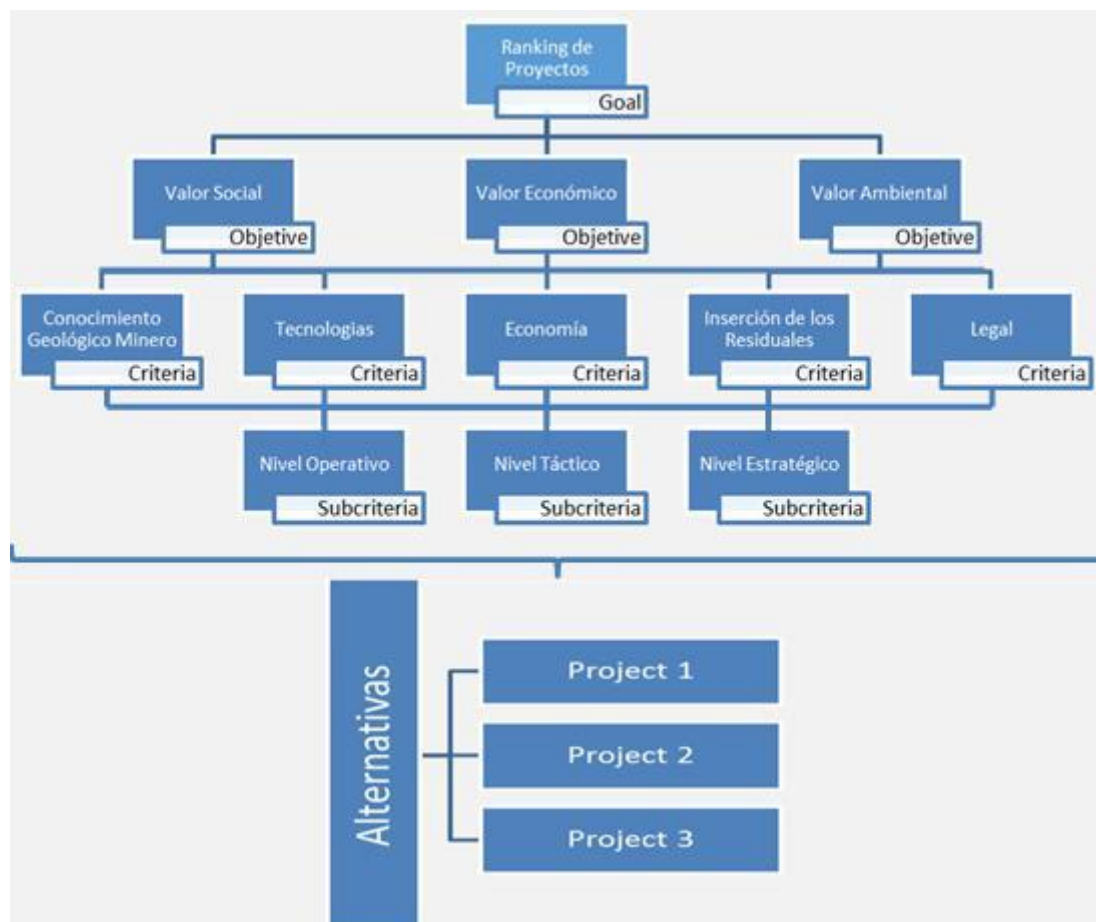 Ranking de
Proyectos
Goal
Valor Social
Objetive
Valor Económico
Objetive
Valor Ambiental
Objetive
Conocimiento
Geológico Minero
Criteria
Tecnologias
Criteria
Economía
Criteria
Inserción de los
Residuales
Criteria
Legal
Criteria
Nivel Operativo
Subcriteria
Nivel Táctico
Subcriteria
Nivel Estratégico
Subcriteria
Alternativas
Project 1
Project 2
Project 3